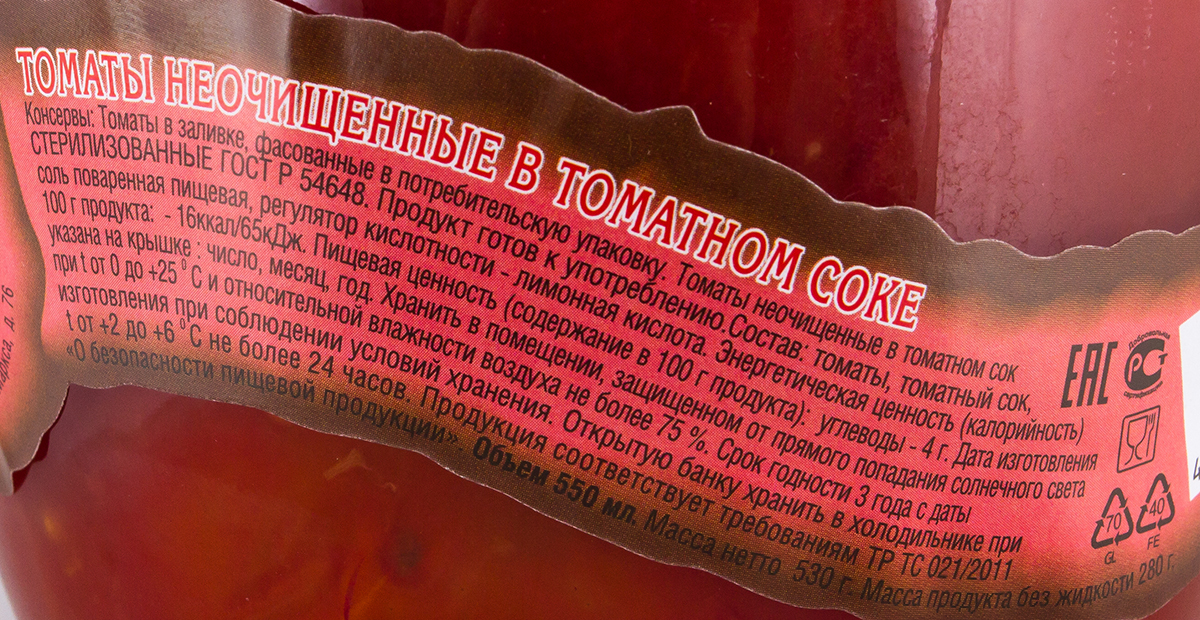 ТОМАТЫ НЕОЧИЩЕННЫЕ В ТОМАТНОМ СОКЕ
Консервы: Томаты в заливке, фасованные в потребительскую упаковку. Томаты неочищенные в томатном сок
СТЕРИЛИЗОВАННЫЕ ГОСТ Р 54648. Продукт готов к употреблению.Состав: томаты, томатный сок,
соль поваренная пищевая, регулятор кислотности - лимонная кислота. Энергетическая ценность (калорийность)
100 г продукта: - 16ккал/65кДж. Пищевая ценность (содержание в 100 г продукта): углеводы - 4 г. Дата изготовления
указана на крышке : число, месяц, год. Хранить в помещении, защищенном от прямого попадания солнечного света
при t от 0 до +25 °С и относительной влажности воздуха не более 75 %. Срок годности 3 года с даты
изготовления при соблюдении условий хранения. Открытую банку хранить в холодильнике при
t от +2 до +6 °С не более 24 часов. Продукция соответствует требованиям ТР ТС 021/2011
«О безопасности пищевой продукции». Объем 550 мл. Масса нетто 530 г. Масса продукта без жидкости 280 г.
д. 76
ЕАС
Добровольная
РСТ
сертификация
70
GL
40
FE